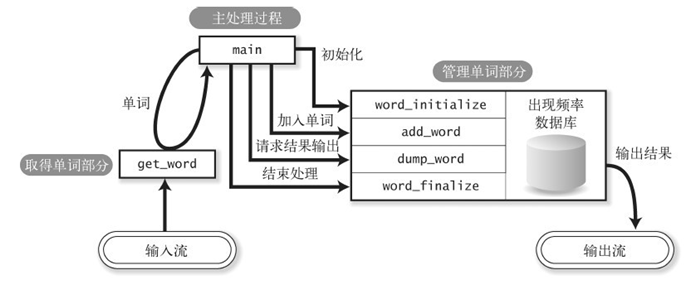 主处理过程
main
初始化
管理单词部分
单词
word_initialize
出现频率
数据库
加入单词
add_word
请求结果输出
dump_word
输出结果
取得单词部分
get_word
结束处理
word_finalize
输入流
输出流